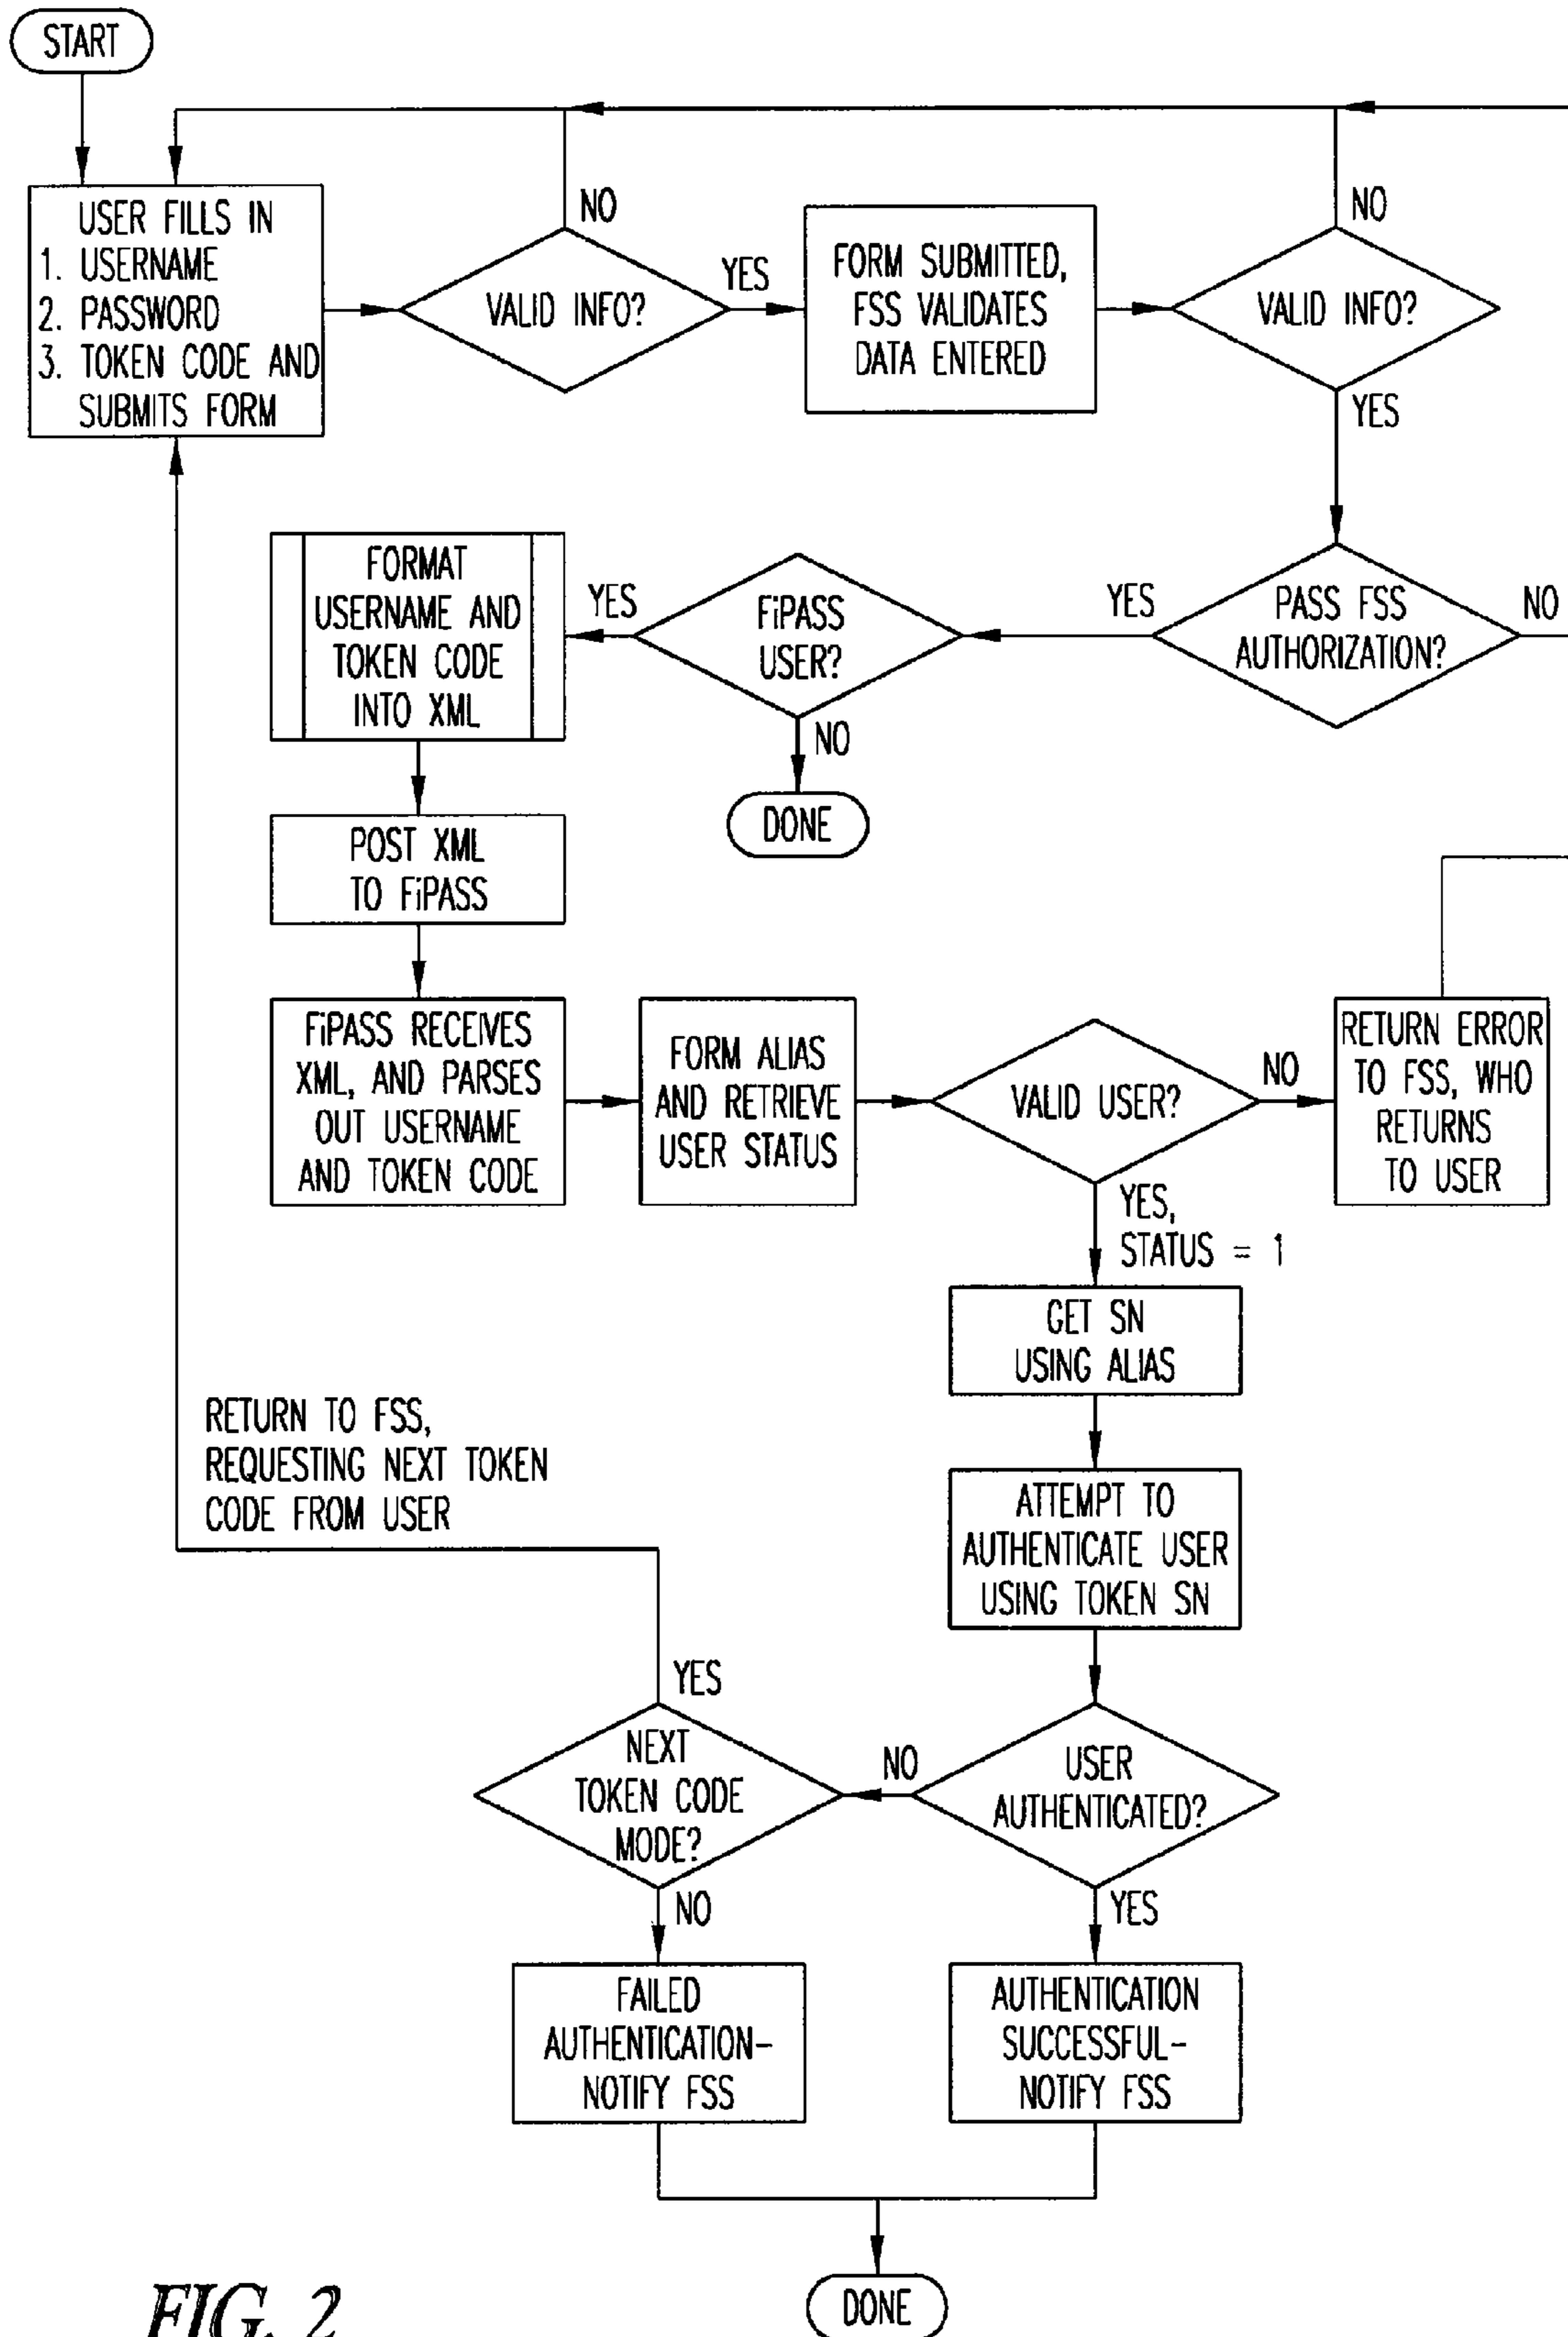 START
USER FILLS IN
1. USERNAME
2. PASSWORD
3. TOKEN CODE AND
SUBMITS FORM
VALID INFO?
NO
YES
FORM SUBMITTED,
FSS VALIDATES
DATA ENTERED
VALID INFO?
NO
YES
PASS FSS
AUTHORIZATION?
NO
YES
FiPASS
USER?
YES
NO
DONE
FORMAT
USERNAME AND
TOKEN CODE
INTO XML
POST XML
TO FiPASS
FiPASS RECEIVES
XML, AND PARSES
OUT USERNAME
AND TOKEN CODE
FORM ALIAS
AND RETRIEVE
USER STATUS
VALID USER?
NO
RETURN ERROR
TO FSS, WHO
RETURNS
TO USER
YES,
STATUS = 1
GET SN
USING ALIAS
ATTEMPT TO
AUTHENTICATE USER
USING TOKEN SN
USER
AUTHENTICATED?
NO
YES
NEXT
TOKEN CODE
MODE?
YES
RETURN TO FSS,
REQUESTING NEXT TOKEN
CODE FROM USER
NO
FAILED
AUTHENTICATION-
NOTIFY FSS
AUTHENTICATION
SUCCESSFUL-
NOTIFY FSS
DONE
FIG. 2